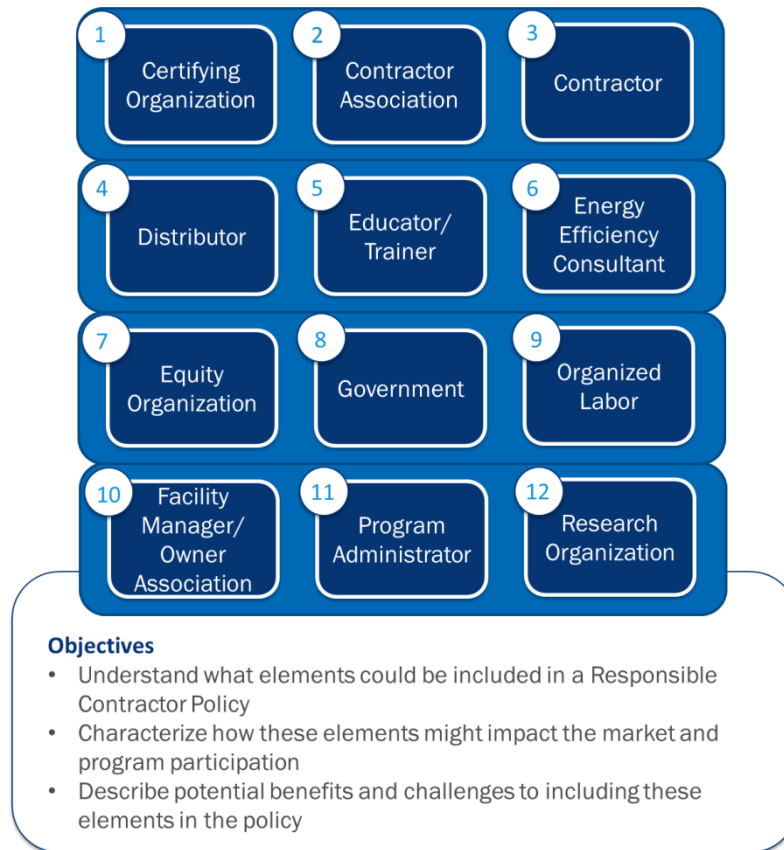 1
Certifying
Organization
2
Contractor
Association
3
Contractor
4
Distributor
5
Educator/
Trainer
6
Energy
Efficiency
Consultant
7
Equity
Organization
8
Government
9
Organized
Labor
10
Facility
Manager/
Owner
Association
11
Program
Administrator
12
Research
Organization
Objectives
• Understand what elements could be included in a Responsible
Contractor Policy
• Characterize how these elements might impact the market and
program participation
• Describe potential benefits and challenges to including these
elements in the policy